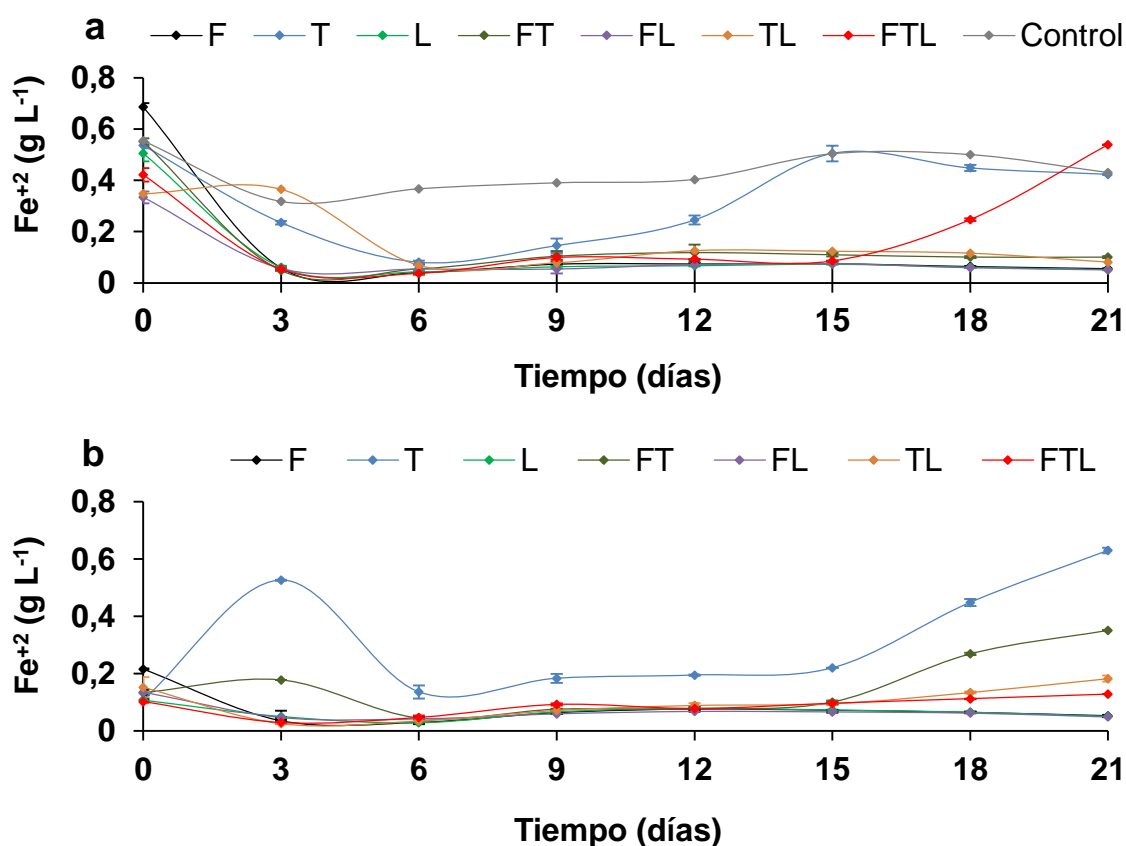 a F T L FT FL TL FTL Control
0,8
0,6
0,4
0,2
0
Fe⁺² (g L⁻¹)
0 3 6 9 12 15 18 21
Tiempo (días)
b F T L FT FL TL FTL
0,8
0,6
0,4
0,2
0
Fe⁺² (g L⁻¹)
0 3 6 9 12 15 18 21
Tiempo (días)